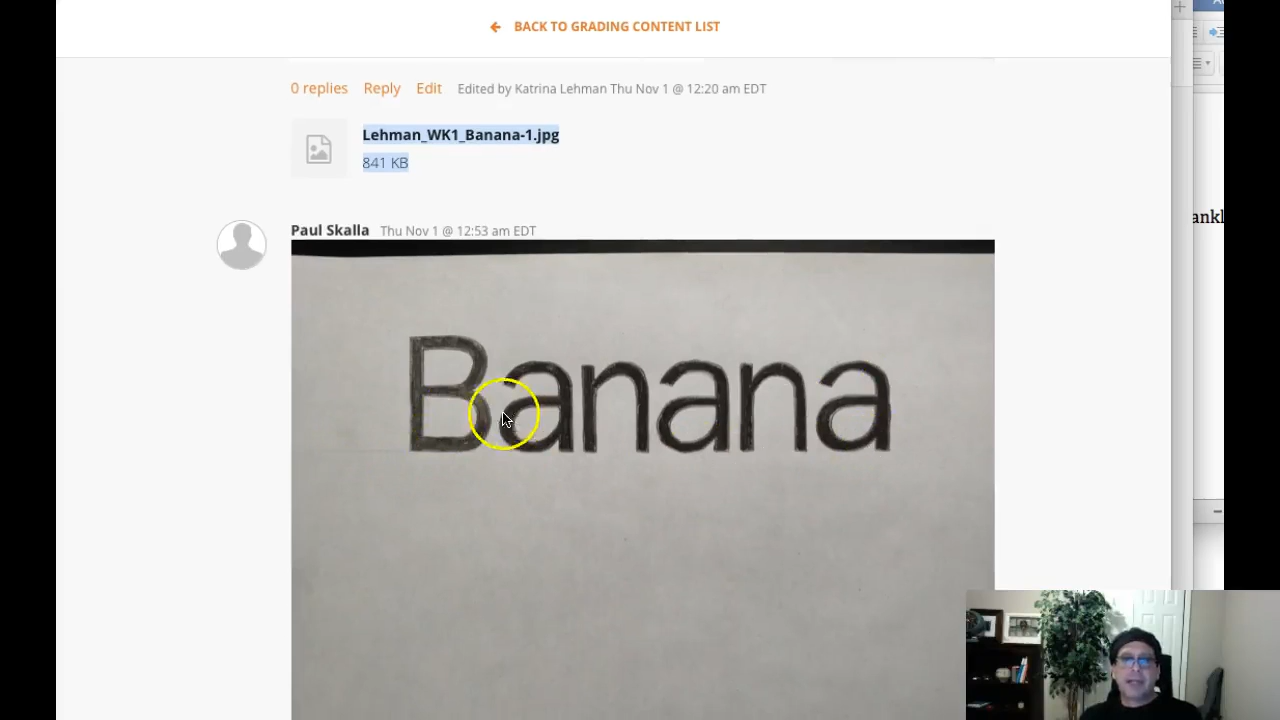 BACK TO GRADING CONTENT LIST
0 replies Reply Edit Edited by Katrina Lehman Thu Nov 1 @ 12:20 am EDT
Lehman_WK1_Banana-1.jpg
841 KB
Paul Skalla Thu Nov 1 @ 12:53 am EDT
Banana